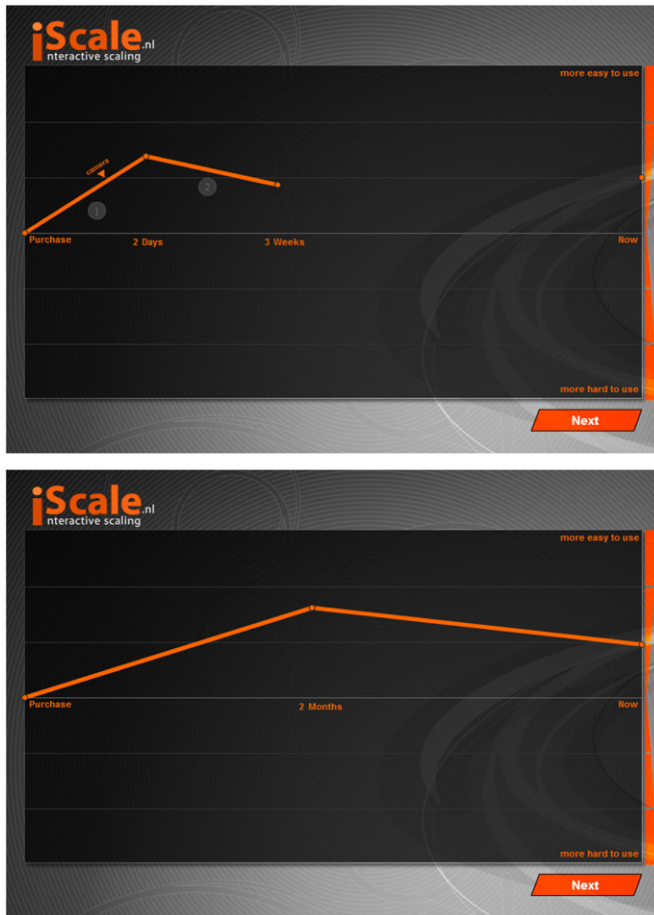 iScale.nl
nteractive scaling
more easy to use
camera
1
2
Purchase 2 Days 3 Weeks Now
more hard to use
Next
iScale.nl
nteractive scaling
more easy to use
Purchase 2 Months Now
more hard to use
Next